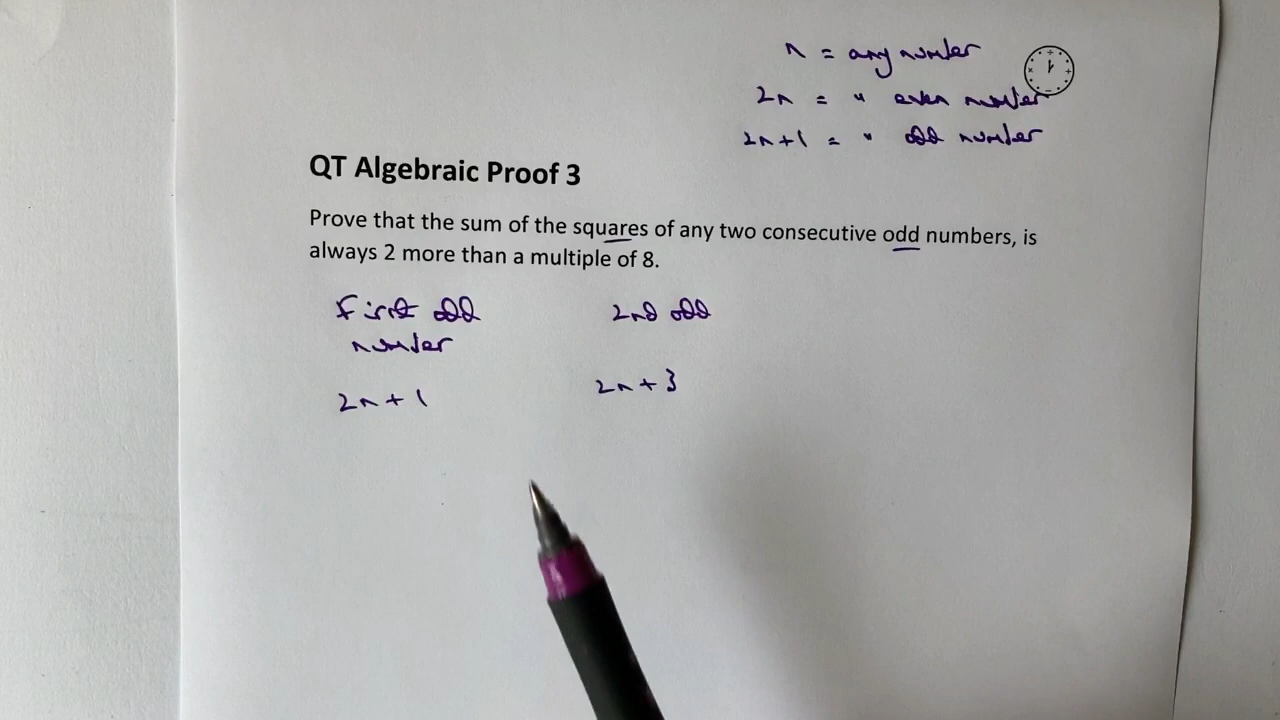 n = any number
2n = " even number
2n+1 = " odd number
QT Algebraic Proof 3
Prove that the sum of the squares of any two consecutive odd numbers, is
always 2 more than a multiple of 8.
First odd 2nd odd
number
2n+1 2n+3